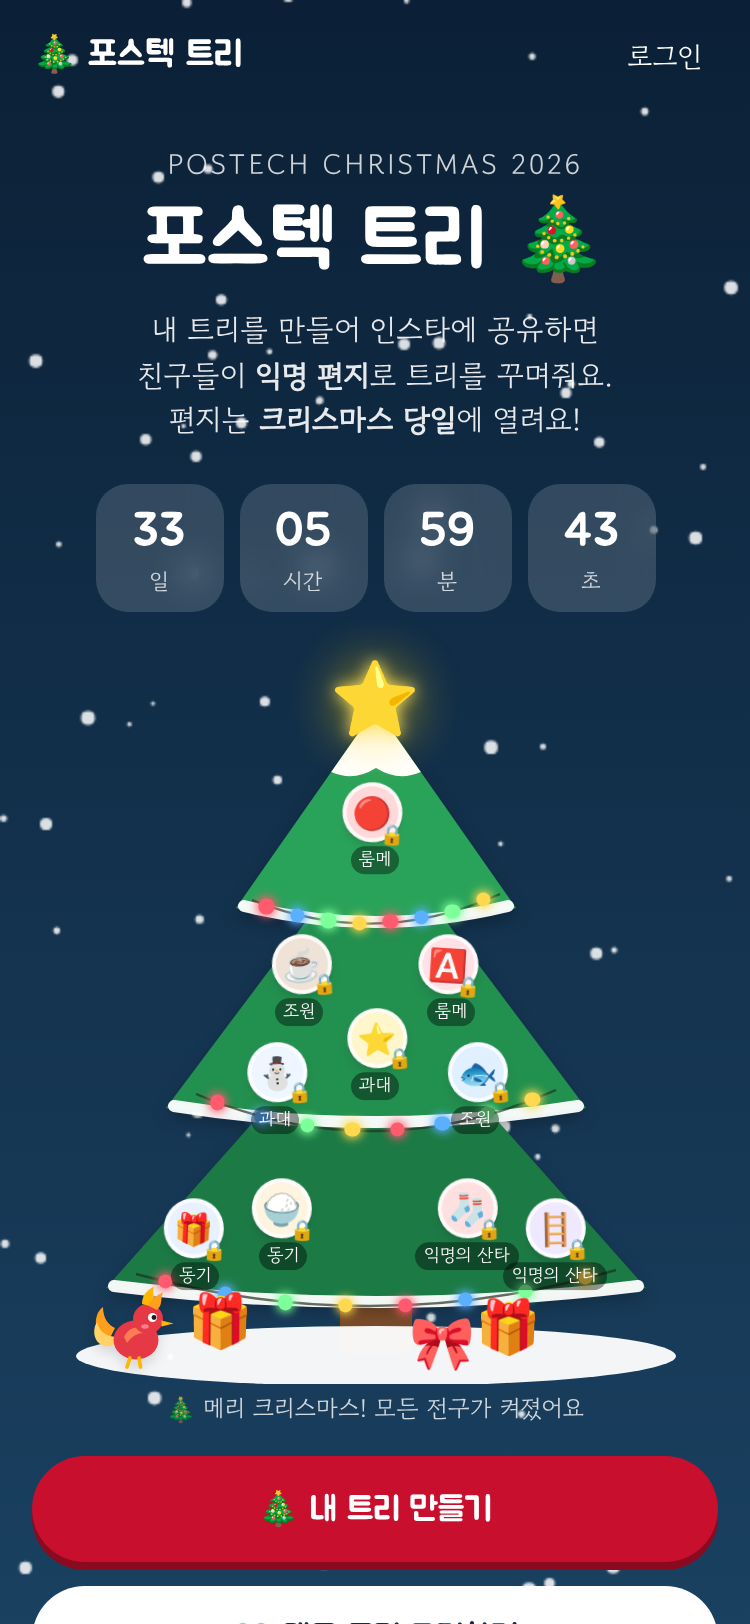 포스텍 트리
로그인
POSTECH CHRISTMAS 2026
포스텍 트리
내 트리를 만들어 인스타에 공유하면
친구들이 익명 편지로 트리를 꾸며줘요.
편지는 크리스마스 당일에 열려요!
33 05 59 43
일 시간 분 초
룸메
조원
A
룸메
과대
과대
조원
동기
동기
익명의 산타
익명의 산타
메리 크리스마스! 모든 전구가 켜졌어요
내 트리 만들기